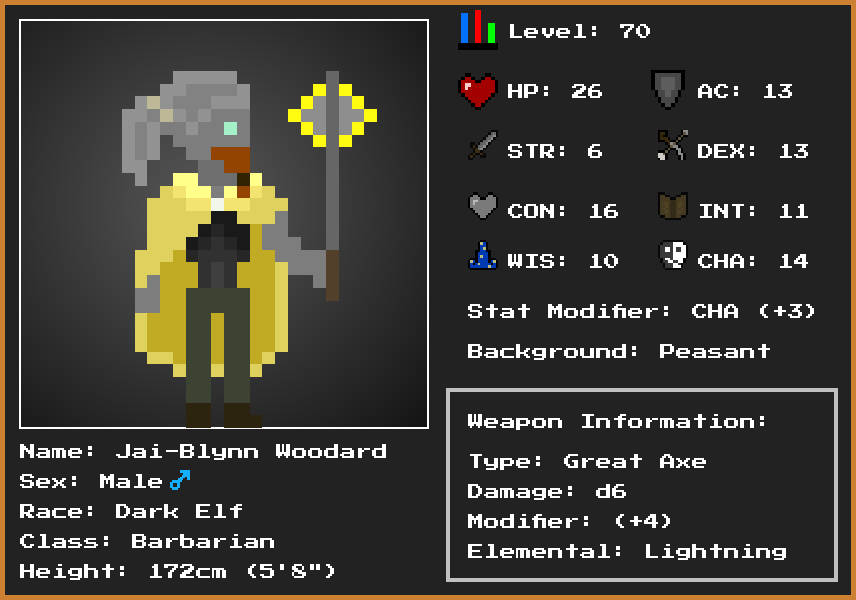 Level: 70
HP: 26 AC: 13
STR: 6 DEX: 13
CON: 16 INT: 11
WIS: 10 CHA: 14
Stat Modifier: CHA (+3)
Background: Peasant
Weapon Information:
Type: Great Axe
Damage: d6
Modifier: (+4)
Elemental: Lightning
Name: Jai-Blynn Woodard
Sex: Male ♂
Race: Dark Elf
Class: Barbarian
Height: 172cm (5'8")